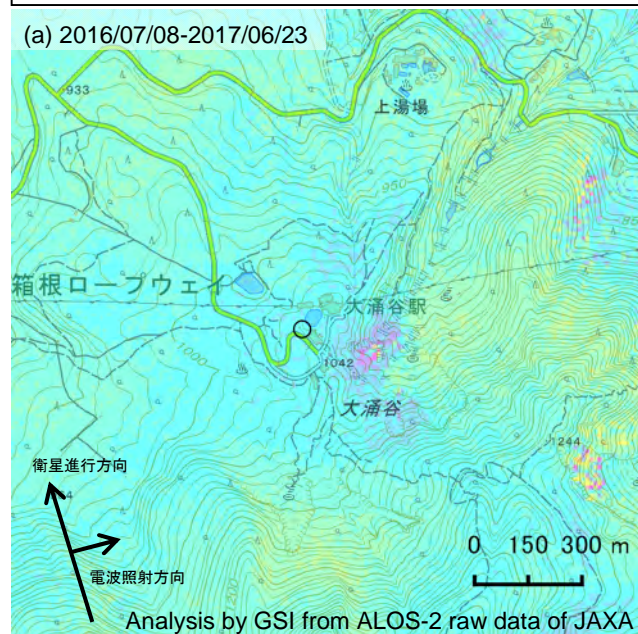 (a) 2016/07/08-2017/06/23
933
上湯場
950
箱根ロープウェイ
大涌谷駅
1042
1000
大涌谷
1244
衛星進行方向
電波照射方向
1200
0 150 300 m
Analysis by GSI from ALOS-2 raw data of JAXA